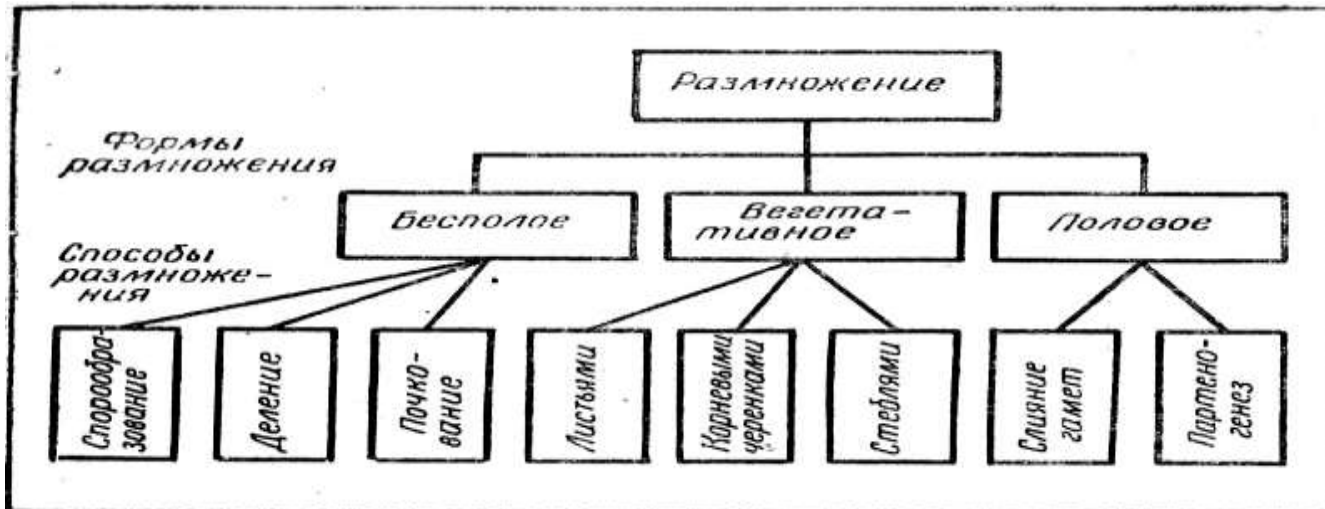 Размножение
Формы
размножения
Бесполое
Вегета-
тивное
Половое
Способы
размноже-
ния
Спорообра
зование
Деление
Почко-
вание
Листьями
Корневыми
черенками
Стеблями
Слияние
гамет
Партено-
генез